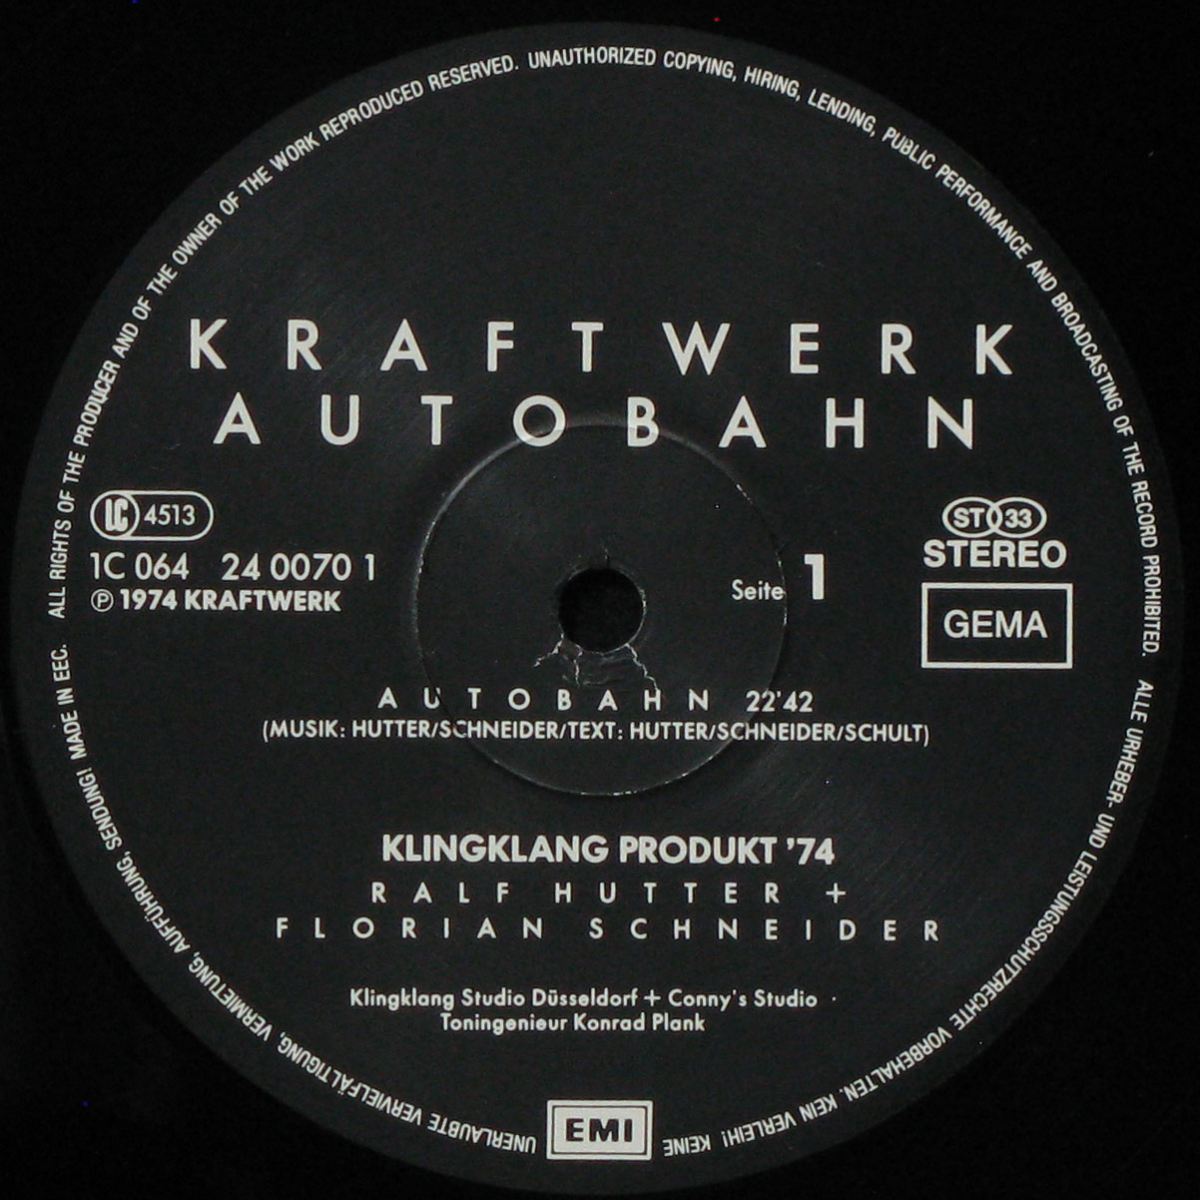 ALL RIGHTS OF THE PRODUCER AND OF THE OWNER OF THE WORK REPRODUCED RESERVED. UNAUTHORIZED COPYING, HIRING, LENDING, PUBLIC PERFORMANCE AND BROADCASTING OF THE RECORD PROHIBITED.
KRAFTWERK
AUTOBAHN
LC 4513
ST 33
STEREO
1C 064 24 0070 1
℗ 1974 KRAFTWERK
Seite 1
GEMA
AUTOBAHN 22'42
(MUSIK: HUTTER/SCHNEIDER/TEXT: HUTTER/SCHNEIDER/SCHULT)
KLINGKLANG PRODUKT '74
RALF HUTTER +
FLORIAN SCHNEIDER
Klingklang Studio Düsseldorf + Conny's Studio ·
Toningenieur Konrad Plank
EMI
ALLE URHEBER- UND LEISTUNGSSCHUTZRECHTE VORBEHALTEN. KEIN VERLEIH! KEINE
UNERLAUBTE VERVIELFÄLTIGUNG, VERMIETUNG, AUFFÜHRUNG, SENDUNG! MADE IN EEC.